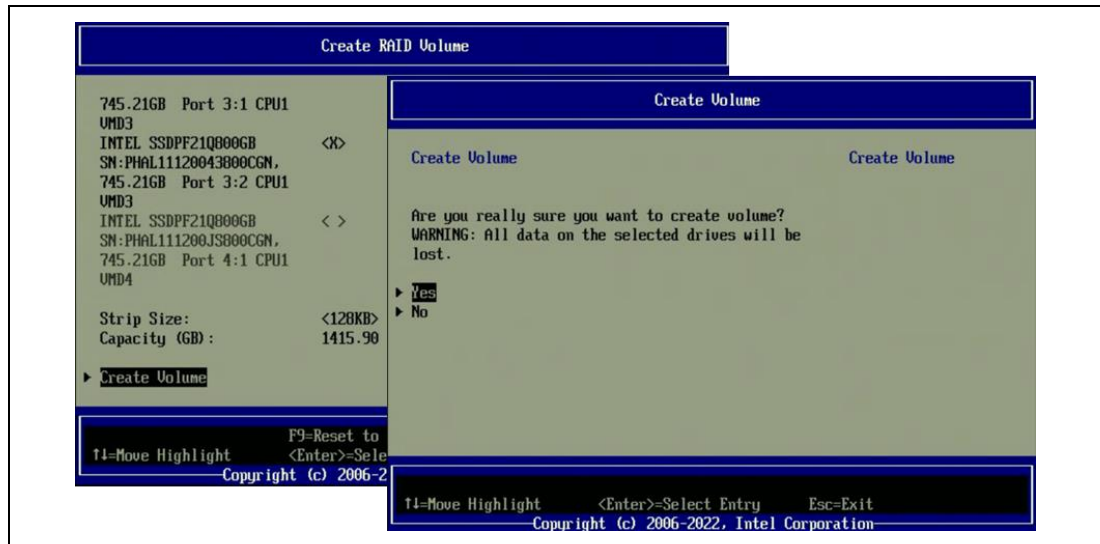 Create RAID Volume
745.21GB Port 3:1 CPU1
VMD3
INTEL SSDPF21Q800GB <X>
SN:PHAL11120043800CGN,
745.21GB Port 3:2 CPU1
VMD3
INTEL SSDPF21Q800GB < >
SN:PHAL111200JS800CGN,
745.21GB Port 4:1 CPU1
VMD4
Strip Size: <128KB>
Capacity (GB): 1415.90
Create Volume
F9=Reset to
↑↓=Move Highlight <Enter>=Sele
Copyright (c) 2006-2
Create Volume
Create Volume Create Volume
Are you really sure you want to create volume?
WARNING: All data on the selected drives will be
lost.
Yes
No
↑↓=Move Highlight <Enter>=Select Entry Esc=Exit
Copyright (c) 2006-2022, Intel Corporation